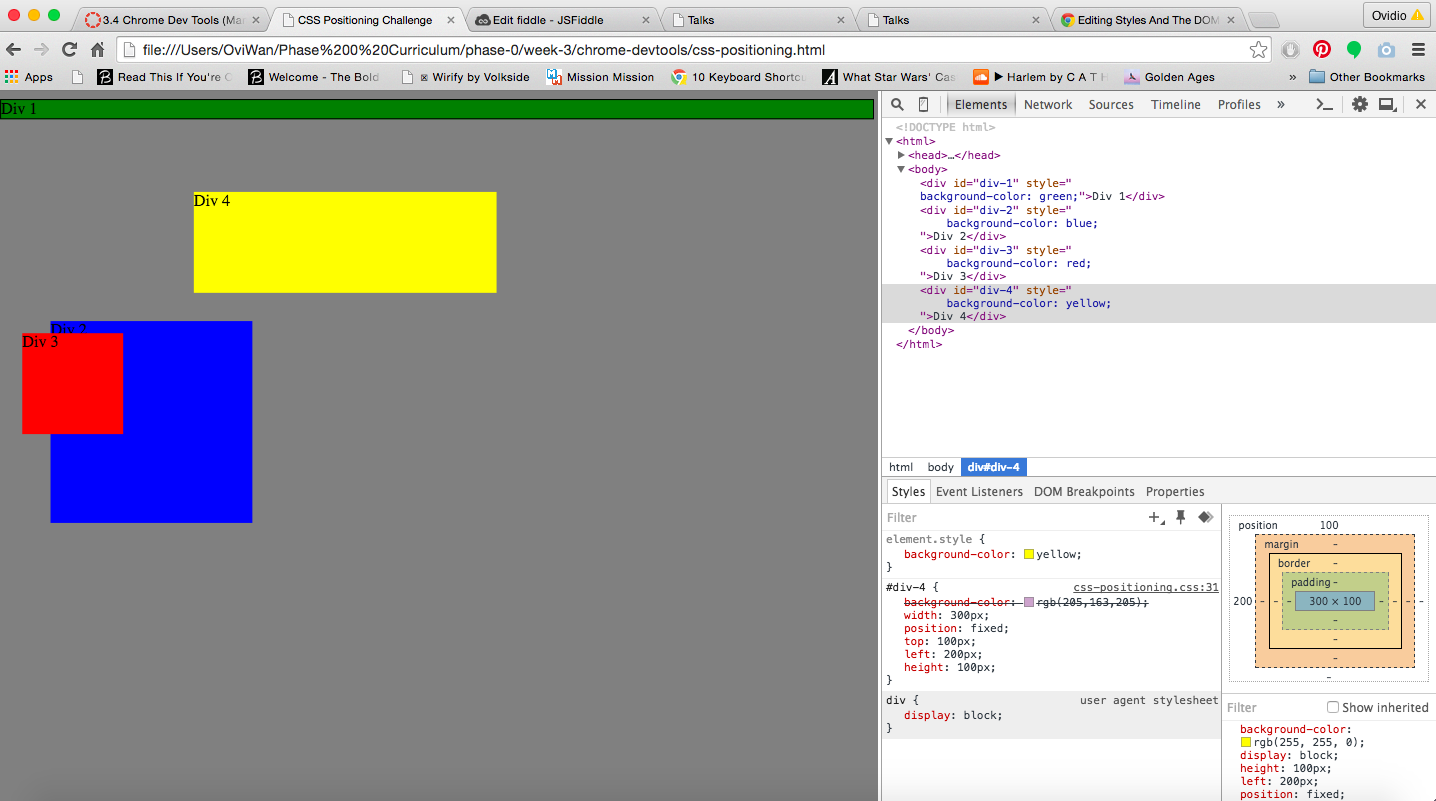 3.4 Chrome Dev Tools (Mar
CSS Positioning Challenge
Edit fiddle - JSFiddle
Talks
Talks
Editing Styles And The DOM
Ovidio
file:///Users/OviWan/Phase%200%20Curriculum/phase-0/week-3/chrome-devtools/css-positioning.html
Apps
Read This If You're C
Welcome - The Bold
Wirify by Volkside
Mission Mission
10 Keyboard Shortcu
What Star Wars' Cas
▶ Harlem by C A T H
Golden Ages
»
Other Bookmarks
Div 1
Div 4
Div 2
Div 3
Elements Network Sources Timeline Profiles »
<!DOCTYPE html>
<html>
<head>…</head>
<body>
<div id="div-1" style="
background-color: green;">Div 1</div>
<div id="div-2" style="
background-color: blue;
">Div 2</div>
<div id="div-3" style="
background-color: red;
">Div 3</div>
<div id="div-4" style="
background-color: yellow;
">Div 4</div>
</body>
</html>
html body div#div-4
Styles Event Listeners DOM Breakpoints Properties
Filter
element.style {
background-color: yellow;
}
#div-4 { css-positioning.css:31
background-color: rgb(205,163,205);
width: 300px;
position: fixed;
top: 100px;
left: 200px;
height: 100px;
}
div { user agent stylesheet
display: block;
}
position 100
margin -
border -
padding -
200 - - - 300 × 100 - - - -
-
-
-
-
Filter Show inherited
background-color:
rgb(255, 255, 0);
display: block;
height: 100px;
left: 200px;
position: fixed;